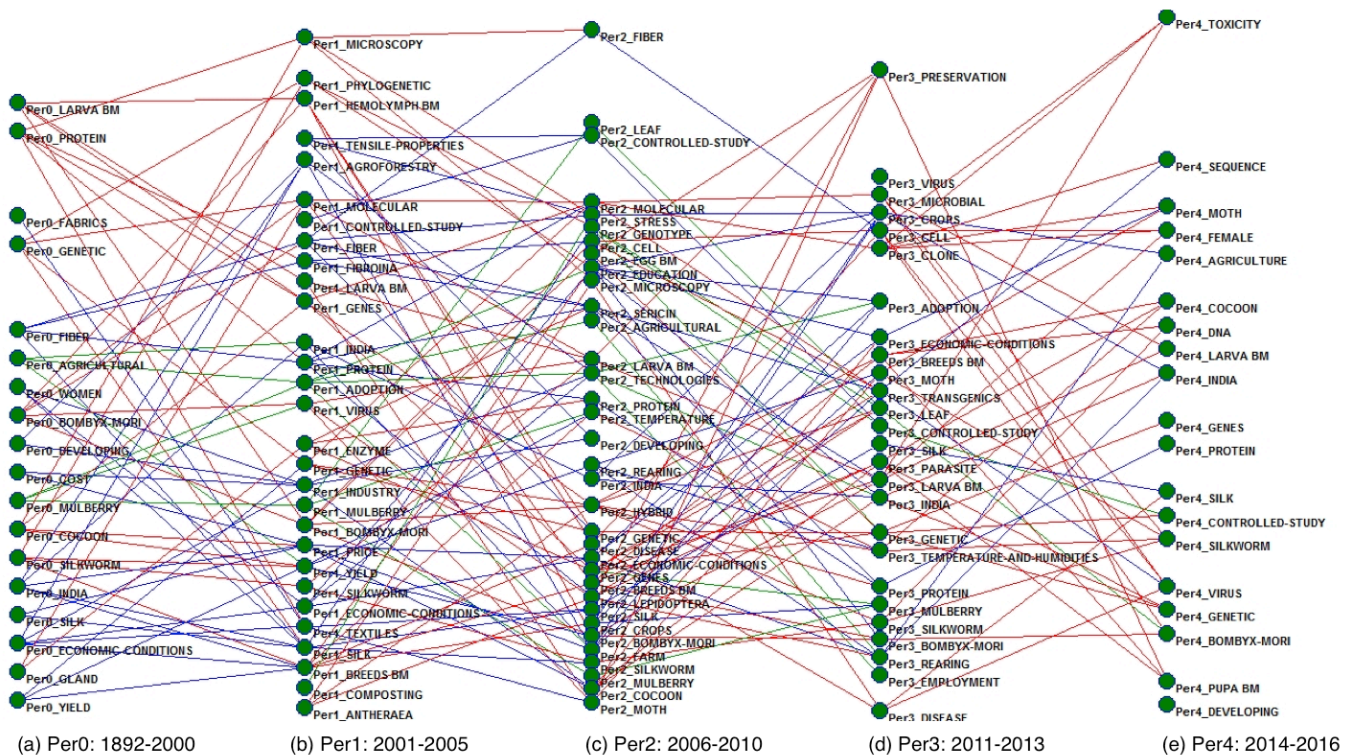 Per0_LARVA BM
Per0_PROTEIN
Per0_FABRICS
Per0_GENETIC
Per0_FIBER
Per0_AGRICULTURAL
Per0_WOMEN
Per0_BOMBYX-MORI
Per0_DEVELOPING
Per0_COST
Per0_MULBERRY
Per0_COCOON
Per0_SILKWORM
Per0_INDIA
Per0_SILK
Per0_ECONOMIC-CONDITIONS
Per0_GLAND
Per0_YIELD
(a) Per0: 1892-2000
Per1_MICROSCOPY
Per1_PHYLOGENETIC
Per1_HEMOLYMPH BM
Per1_TENSILE-PROPERTIES
Per1_AGROFORESTRY
Per1_MOLECULAR
Per1_CONTROLLED-STUDY
Per1_FIBER
Per1_FIBROINA
Per1_LARVA BM
Per1_GENES
Per1_INDIA
Per1_PROTEIN
Per1_ADOPTION
Per1_VIRUS
Per1_ENZYME
Per1_GENETIC
Per1_INDUSTRY
Per1_MULBERRY
Per1_BOMBYX-MORI
Per1_PRICE
Per1_YIELD
Per1_SILKWORM
Per1_ECONOMIC-CONDITIONS
Per1_TEXTILES
Per1_SILK
Per1_BREEDS BM
Per1_COMPOSTING
Per1_ANTHERAEA
(b) Per1: 2001-2005
Per2_FIBER
Per2_LEAF
Per2_CONTROLLED-STUDY
Per2_MOLECULAR
Per2_STRESS
Per2_GENOTYPE
Per2_CELL
Per2_EGG BM
Per2_EDUCATION
Per2_MICROSCOPY
Per2_SERICIN
Per2_AGRICULTURAL
Per2_LARVA BM
Per2_TECHNOLOGIES
Per2_PROTEIN
Per2_TEMPERATURE
Per2_DEVELOPING
Per2_REARING
Per2_INDIA
Per2_HYBRID
Per2_GENETIC
Per2_DISEASE
Per2_ECONOMIC-CONDITIONS
Per2_GENES
Per2_BREEDS BM
Per2_LEPIDOPTERA
Per2_SILK
Per2_CROPS
Per2_BOMBYX-MORI
Per2_FARM
Per2_SILKWORM
Per2_MULBERRY
Per2_COCOON
Per2_MOTH
(c) Per2: 2006-2010
Per3_PRESERVATION
Per3_VIRUS
Per3_MICROBIAL
Per3_CROPS
Per3_CELL
Per3_CLONE
Per3_ADOPTION
Per3_ECONOMIC-CONDITIONS
Per3_BREEDS BM
Per3_MOTH
Per3_TRANSGENICS
Per3_LEAF
Per3_CONTROLLED-STUDY
Per3_SILK
Per3_PARASITE
Per3_LARVA BM
Per3_INDIA
Per3_GENETIC
Per3_TEMPERATURE-AND-HUMIDITIES
Per3_PROTEIN
Per3_MULBERRY
Per3_SILKWORM
Per3_BOMBYX-MORI
Per3_REARING
Per3_EMPLOYMENT
Per3_DISEASE
(d) Per3: 2011-2013
Per4_TOXICITY
Per4_SEQUENCE
Per4_MOTH
Per4_FEMALE
Per4_AGRICULTURE
Per4_COCOON
Per4_DNA
Per4_LARVA BM
Per4_INDIA
Per4_GENES
Per4_PROTEIN
Per4_SILK
Per4_CONTROLLED-STUDY
Per4_SILKWORM
Per4_VIRUS
Per4_GENETIC
Per4_BOMBYX-MORI
Per4_PUPA BM
Per4_DEVELOPING
(e) Per4: 2014-2016